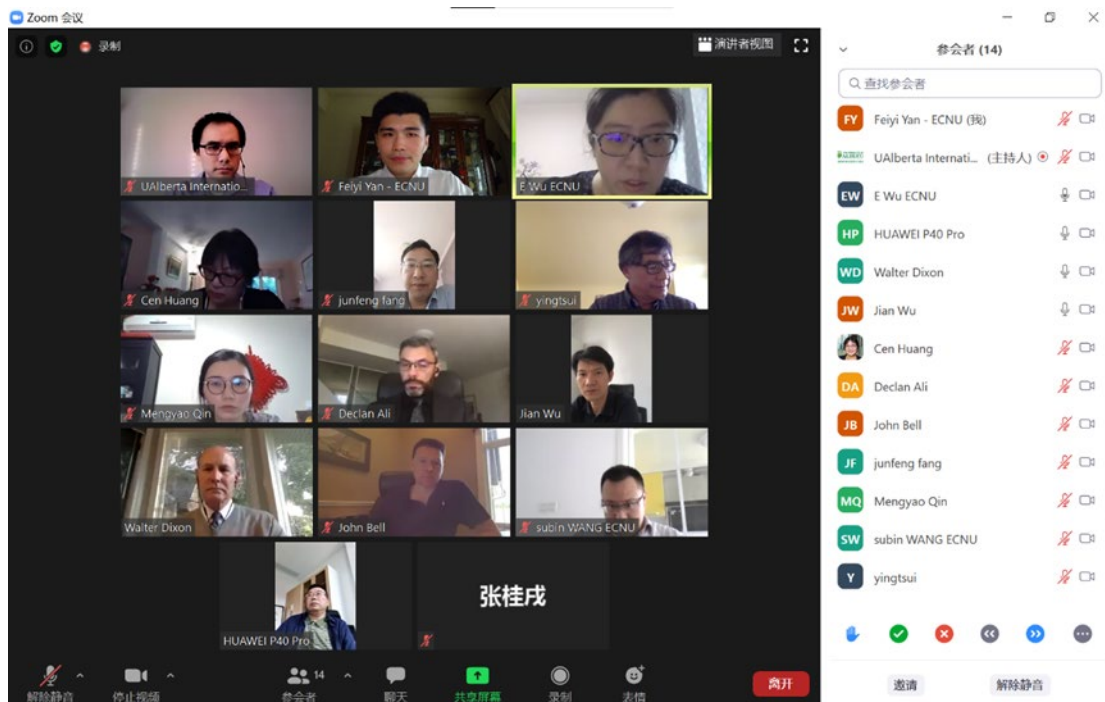 Zoom 会议
录制
演讲者视图
UAlberta Internatio...
Feiyi Yan - ECNU
E Wu ECNU
Cen Huang
junfeng fang
yingtsui
Mengyao Qin
Declan Ali
Jian Wu
Walter Dixon
John Bell
subin WANG ECNU
HUAWEI P40 Pro
张桂戌
解除静音
停止视频
14
参会者
聊天
共享屏幕
录制
表情
离开
参会者 (14)
查找参会者
FY Feiyi Yan - ECNU (我)
UAlberta Internati... (主持人)
EW E Wu ECNU
HP HUAWEI P40 Pro
WD Walter Dixon
JW Jian Wu
Cen Huang
DA Declan Ali
JB John Bell
JF junfeng fang
MQ Mengyao Qin
SW subin WANG ECNU
Y yingtsui
邀请
解除静音